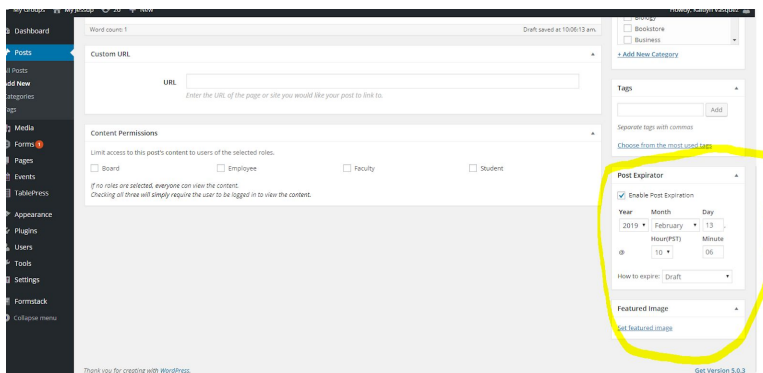 My Groups My Jessup 20 New Howdy, Kaitlyn Vasquez
Dashboard
Posts
All Posts
Add New
Categories
Tags
Media
Forms 1
Pages
Events
TablePress
Appearance
Plugins
Users
Tools
Settings
Formstack
Collapse menu
Word count: 1 Draft saved at 10:06:13 am.
Custom URL
URL
Enter the URL of the page or site you would like your post to link to.
Content Permissions
Limit access to this post's content to users of the selected roles.
Board Employee Faculty Student
If no roles are selected, everyone can view the content.
Checking all three will simply require the user to be logged in to view the content.
Biology
Bookstore
Business
+ Add New Category
Tags
Add
Separate tags with commas
Choose from the most used tags
Post Expirator
Enable Post Expiration
Year Month Day
2019 February 13 ,
Hour(PST) Minute
@ 10 06
How to expire: Draft
Featured Image
Set featured image
Thank you for creating with WordPress. Get Version 5.0.3